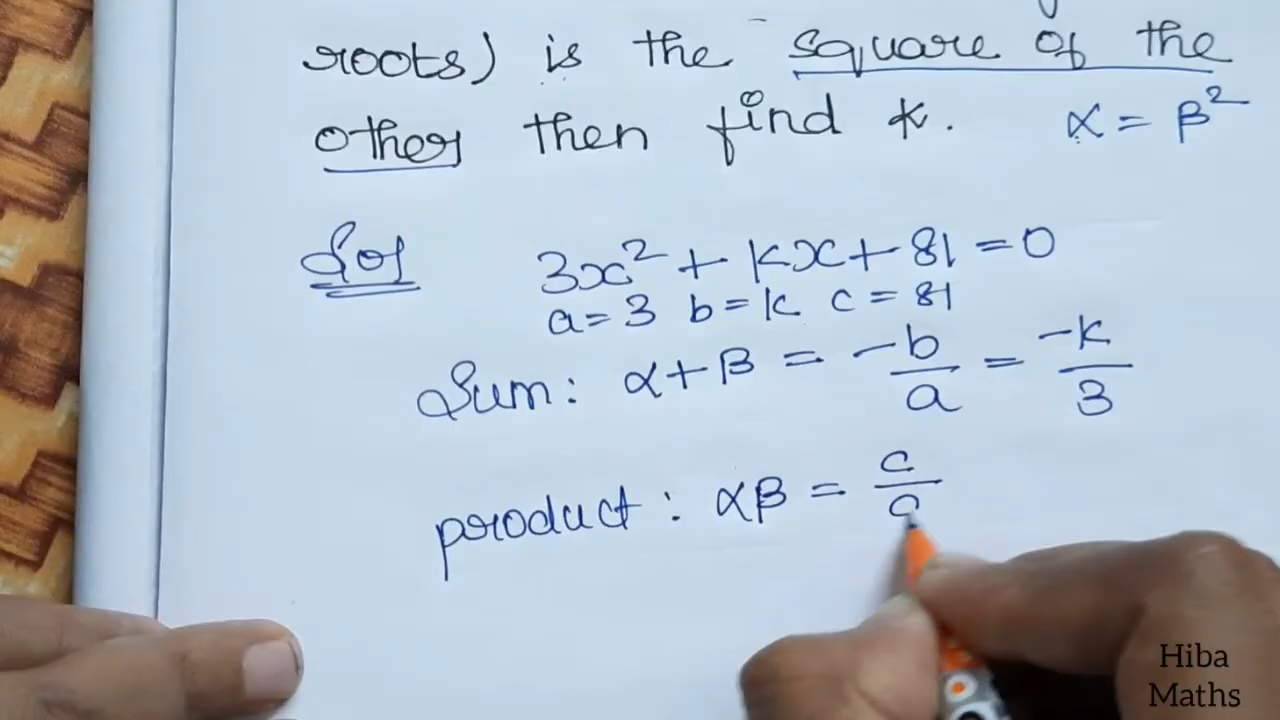 roots) is the square of the
other then find k. α = β²
Sol 3x² + kx + 81 = 0
a = 3 b = k c = 81
Sum: α + β = -b/a = -k/3
product: αβ = c/a
Hiba
Maths